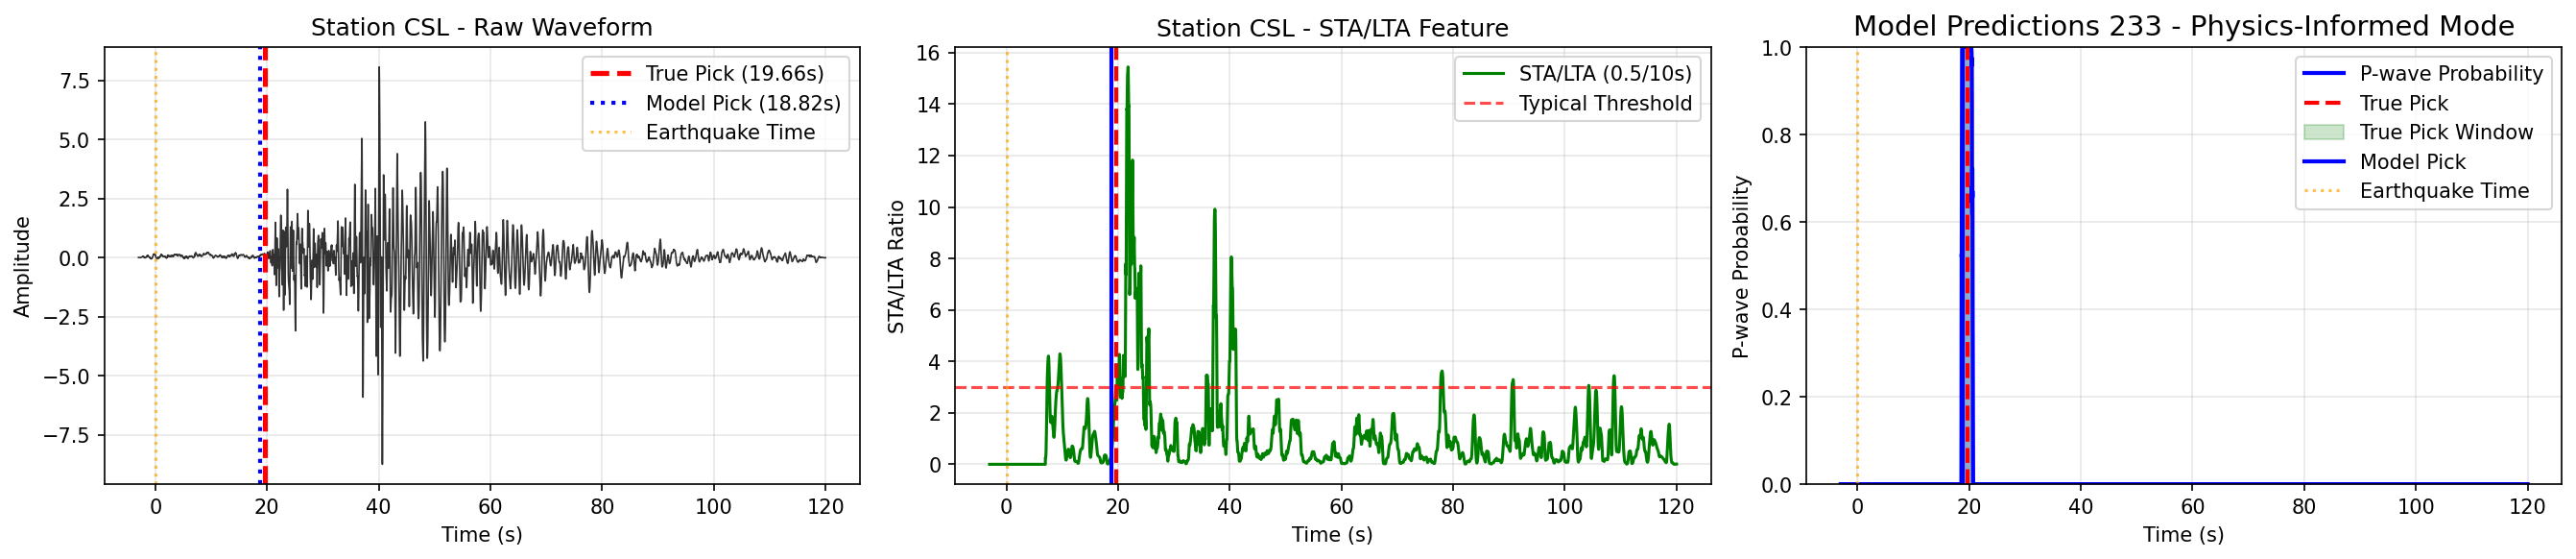 Station CSL - Raw Waveform
True Pick (19.66s)
Model Pick (18.82s)
Earthquake Time
Amplitude
7.5
5.0
2.5
0.0
−2.5
−5.0
−7.5
0 20 40 60 80 100 120
Time (s)
Station CSL - STA/LTA Feature
STA/LTA (0.5/10s)
Typical Threshold
STA/LTA Ratio
16
14
12
10
8
6
4
2
0
0 20 40 60 80 100 120
Time (s)
Model Predictions 233 - Physics-Informed Mode
P-wave Probability
True Pick
True Pick Window
Model Pick
Earthquake Time
P-wave Probability
1.0
0.8
0.6
0.4
0.2
0.0
0 20 40 60 80 100 120
Time (s)